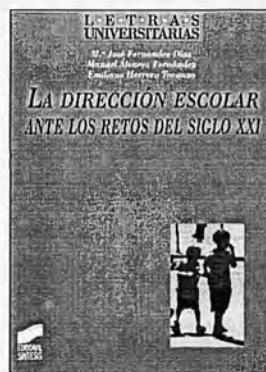 L·E·T·R·A·S
UNIVERSITARIAS
M.ª José Fernández Díaz
Manuel Álvarez Fernández
Emiliano Herrero Toranzo
LA DIRECCIÓN ESCOLAR
ANTE LOS RETOS DEL SIGLO XXI
EDITORIAL
SÍNTESIS